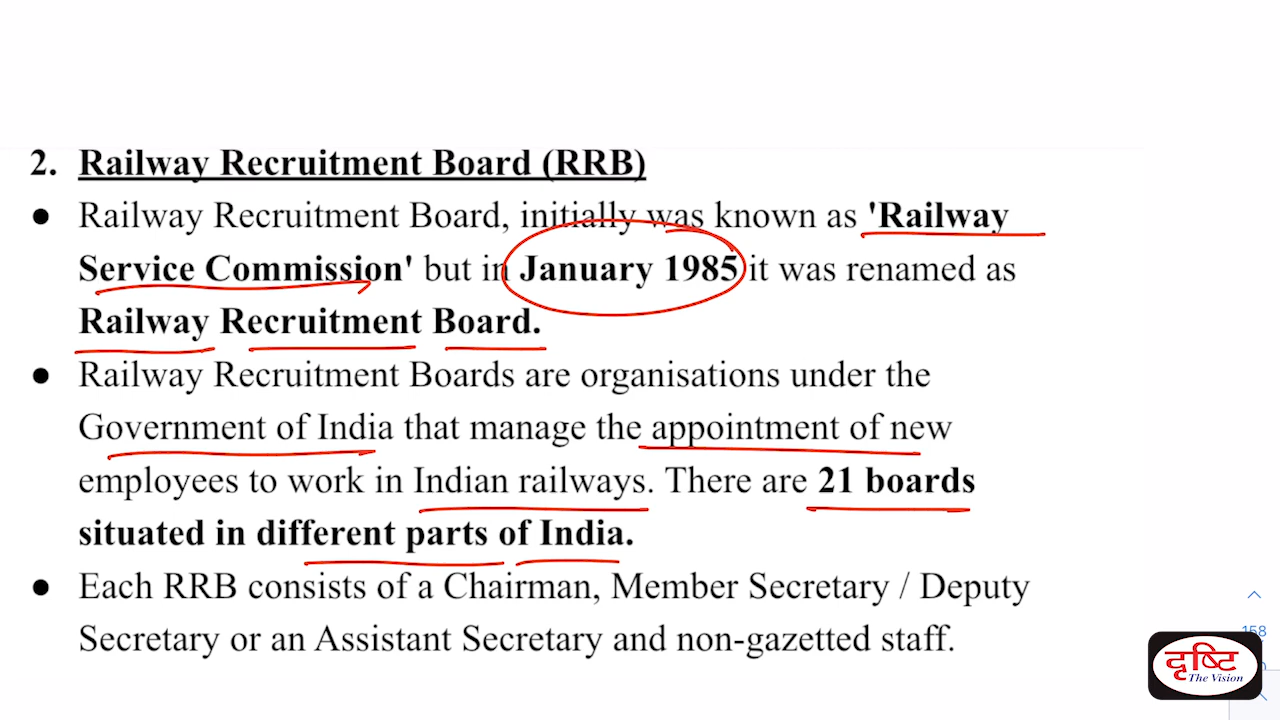 2. Railway Recruitment Board (RRB)
● Railway Recruitment Board, initially was known as 'Railway
Service Commission' but in January 1985 it was renamed as
Railway Recruitment Board.
● Railway Recruitment Boards are organisations under the
Government of India that manage the appointment of new
employees to work in Indian railways. There are 21 boards
situated in different parts of India.
● Each RRB consists of a Chairman, Member Secretary / Deputy
Secretary or an Assistant Secretary and non-gazetted staff.
158
दृष्टि
The Vision